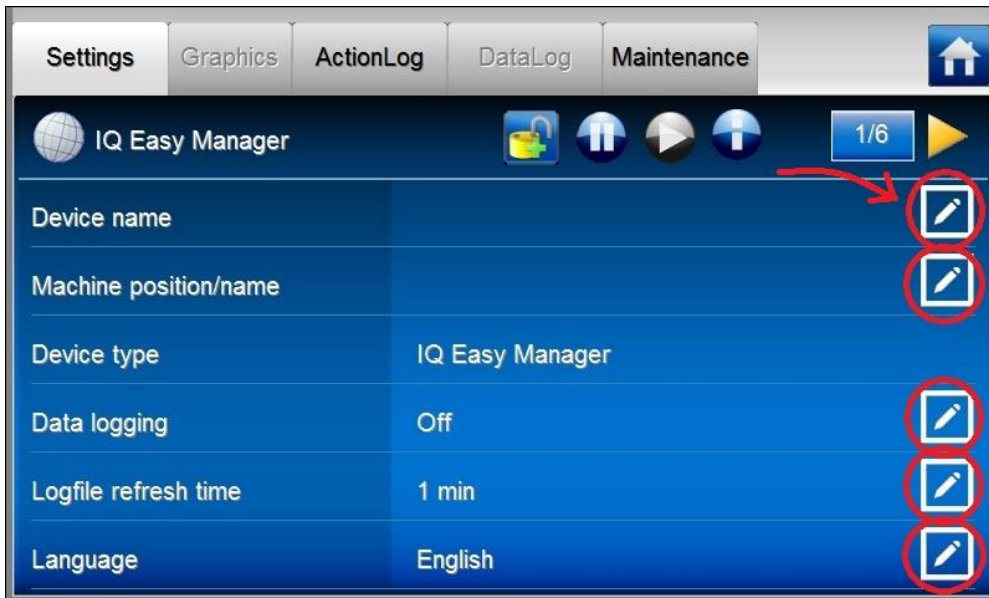 Settings Graphics ActionLog DataLog Maintenance
IQ Easy Manager 1/6
Device name
Machine position/name
Device type IQ Easy Manager
Data logging Off
Logfile refresh time 1 min
Language English